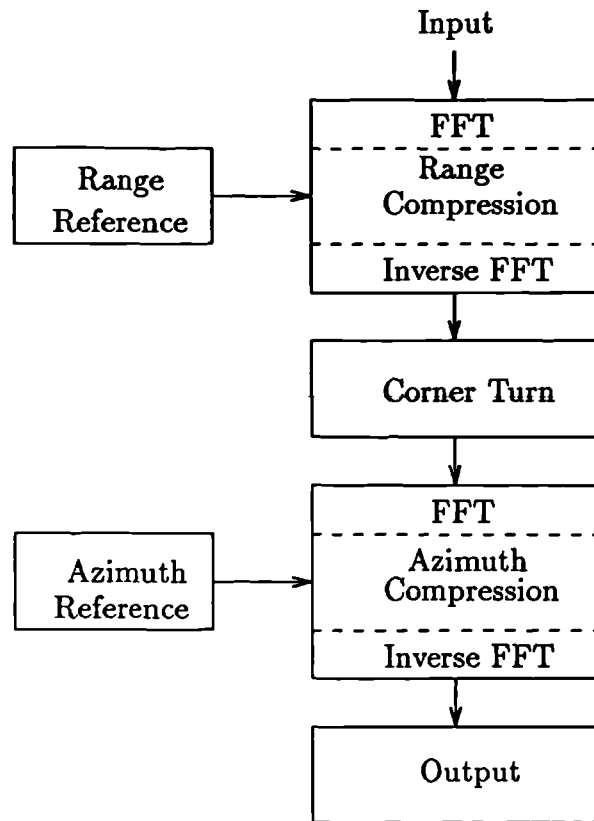 Input
FFT
Range
Reference
Range
Compression
Inverse FFT
Corner Turn
FFT
Azimuth
Reference
Azimuth
Compression
Inverse FFT
Output